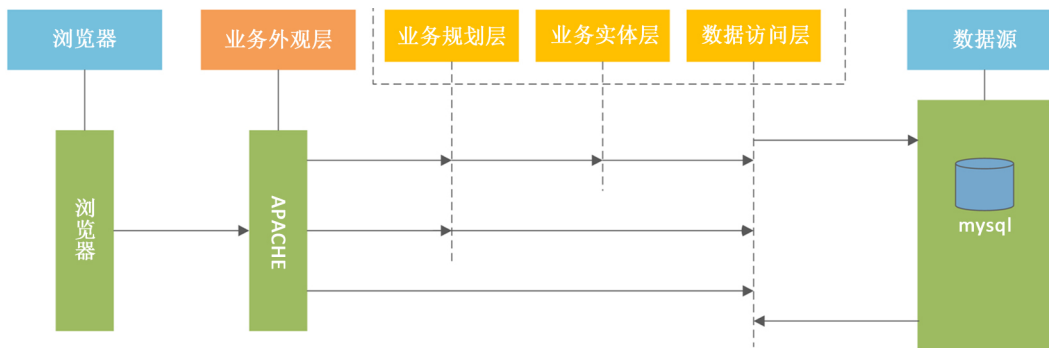 浏览器
业务外观层
业务规划层
业务实体层
数据访问层
数据源
浏览器
APACHE
mysql